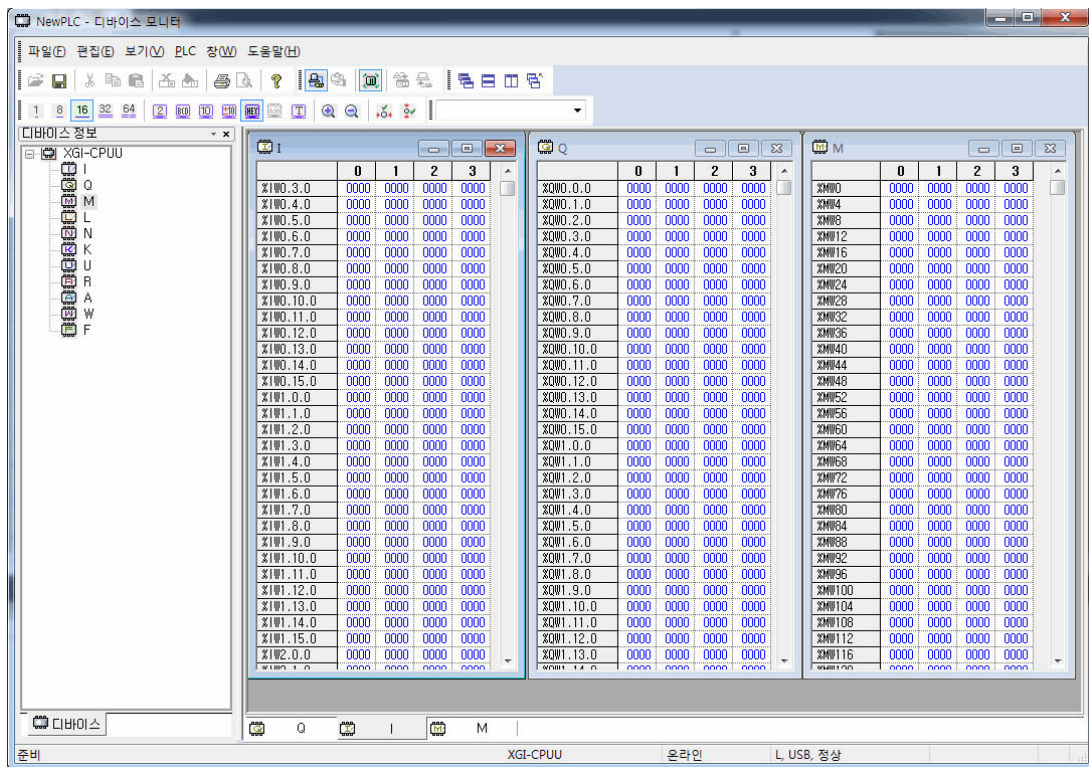 NewPLC - 디바이스 모니터
파일(F) 편집(E) 보기(V) PLC 창(W) 도움말(H)
1 8 16 32 64 2 BCD 10 ±10 HEX T
디바이스 정보
XGI-CPUU
I
Q
M
L
N
K
U
R
A
W
F
디바이스
I
0 1 2 3
%IW0.3.0 0000 0000 0000 0000
%IW0.4.0 0000 0000 0000 0000
%IW0.5.0 0000 0000 0000 0000
%IW0.6.0 0000 0000 0000 0000
%IW0.7.0 0000 0000 0000 0000
%IW0.8.0 0000 0000 0000 0000
%IW0.9.0 0000 0000 0000 0000
%IW0.10.0 0000 0000 0000 0000
%IW0.11.0 0000 0000 0000 0000
%IW0.12.0 0000 0000 0000 0000
%IW0.13.0 0000 0000 0000 0000
%IW0.14.0 0000 0000 0000 0000
%IW0.15.0 0000 0000 0000 0000
%IW1.0.0 0000 0000 0000 0000
%IW1.1.0 0000 0000 0000 0000
%IW1.2.0 0000 0000 0000 0000
%IW1.3.0 0000 0000 0000 0000
%IW1.4.0 0000 0000 0000 0000
%IW1.5.0 0000 0000 0000 0000
%IW1.6.0 0000 0000 0000 0000
%IW1.7.0 0000 0000 0000 0000
%IW1.8.0 0000 0000 0000 0000
%IW1.9.0 0000 0000 0000 0000
%IW1.10.0 0000 0000 0000 0000
%IW1.11.0 0000 0000 0000 0000
%IW1.12.0 0000 0000 0000 0000
%IW1.13.0 0000 0000 0000 0000
%IW1.14.0 0000 0000 0000 0000
%IW1.15.0 0000 0000 0000 0000
%IW2.0.0 0000 0000 0000 0000
Q
0 1 2 3
%QW0.0.0 0000 0000 0000 0000
%QW0.1.0 0000 0000 0000 0000
%QW0.2.0 0000 0000 0000 0000
%QW0.3.0 0000 0000 0000 0000
%QW0.4.0 0000 0000 0000 0000
%QW0.5.0 0000 0000 0000 0000
%QW0.6.0 0000 0000 0000 0000
%QW0.7.0 0000 0000 0000 0000
%QW0.8.0 0000 0000 0000 0000
%QW0.9.0 0000 0000 0000 0000
%QW0.10.0 0000 0000 0000 0000
%QW0.11.0 0000 0000 0000 0000
%QW0.12.0 0000 0000 0000 0000
%QW0.13.0 0000 0000 0000 0000
%QW0.14.0 0000 0000 0000 0000
%QW0.15.0 0000 0000 0000 0000
%QW1.0.0 0000 0000 0000 0000
%QW1.1.0 0000 0000 0000 0000
%QW1.2.0 0000 0000 0000 0000
%QW1.3.0 0000 0000 0000 0000
%QW1.4.0 0000 0000 0000 0000
%QW1.5.0 0000 0000 0000 0000
%QW1.6.0 0000 0000 0000 0000
%QW1.7.0 0000 0000 0000 0000
%QW1.8.0 0000 0000 0000 0000
%QW1.9.0 0000 0000 0000 0000
%QW1.10.0 0000 0000 0000 0000
%QW1.11.0 0000 0000 0000 0000
%QW1.12.0 0000 0000 0000 0000
%QW1.13.0 0000 0000 0000 0000
M
0 1 2 3
%MW0 0000 0000 0000 0000
%MW4 0000 0000 0000 0000
%MW8 0000 0000 0000 0000
%MW12 0000 0000 0000 0000
%MW16 0000 0000 0000 0000
%MW20 0000 0000 0000 0000
%MW24 0000 0000 0000 0000
%MW28 0000 0000 0000 0000
%MW32 0000 0000 0000 0000
%MW36 0000 0000 0000 0000
%MW40 0000 0000 0000 0000
%MW44 0000 0000 0000 0000
%MW48 0000 0000 0000 0000
%MW52 0000 0000 0000 0000
%MW56 0000 0000 0000 0000
%MW60 0000 0000 0000 0000
%MW64 0000 0000 0000 0000
%MW68 0000 0000 0000 0000
%MW72 0000 0000 0000 0000
%MW76 0000 0000 0000 0000
%MW80 0000 0000 0000 0000
%MW84 0000 0000 0000 0000
%MW88 0000 0000 0000 0000
%MW92 0000 0000 0000 0000
%MW96 0000 0000 0000 0000
%MW100 0000 0000 0000 0000
%MW104 0000 0000 0000 0000
%MW108 0000 0000 0000 0000
%MW112 0000 0000 0000 0000
%MW116 0000 0000 0000 0000
Q I M
준비 XGI-CPUU 온라인 L, USB, 정상